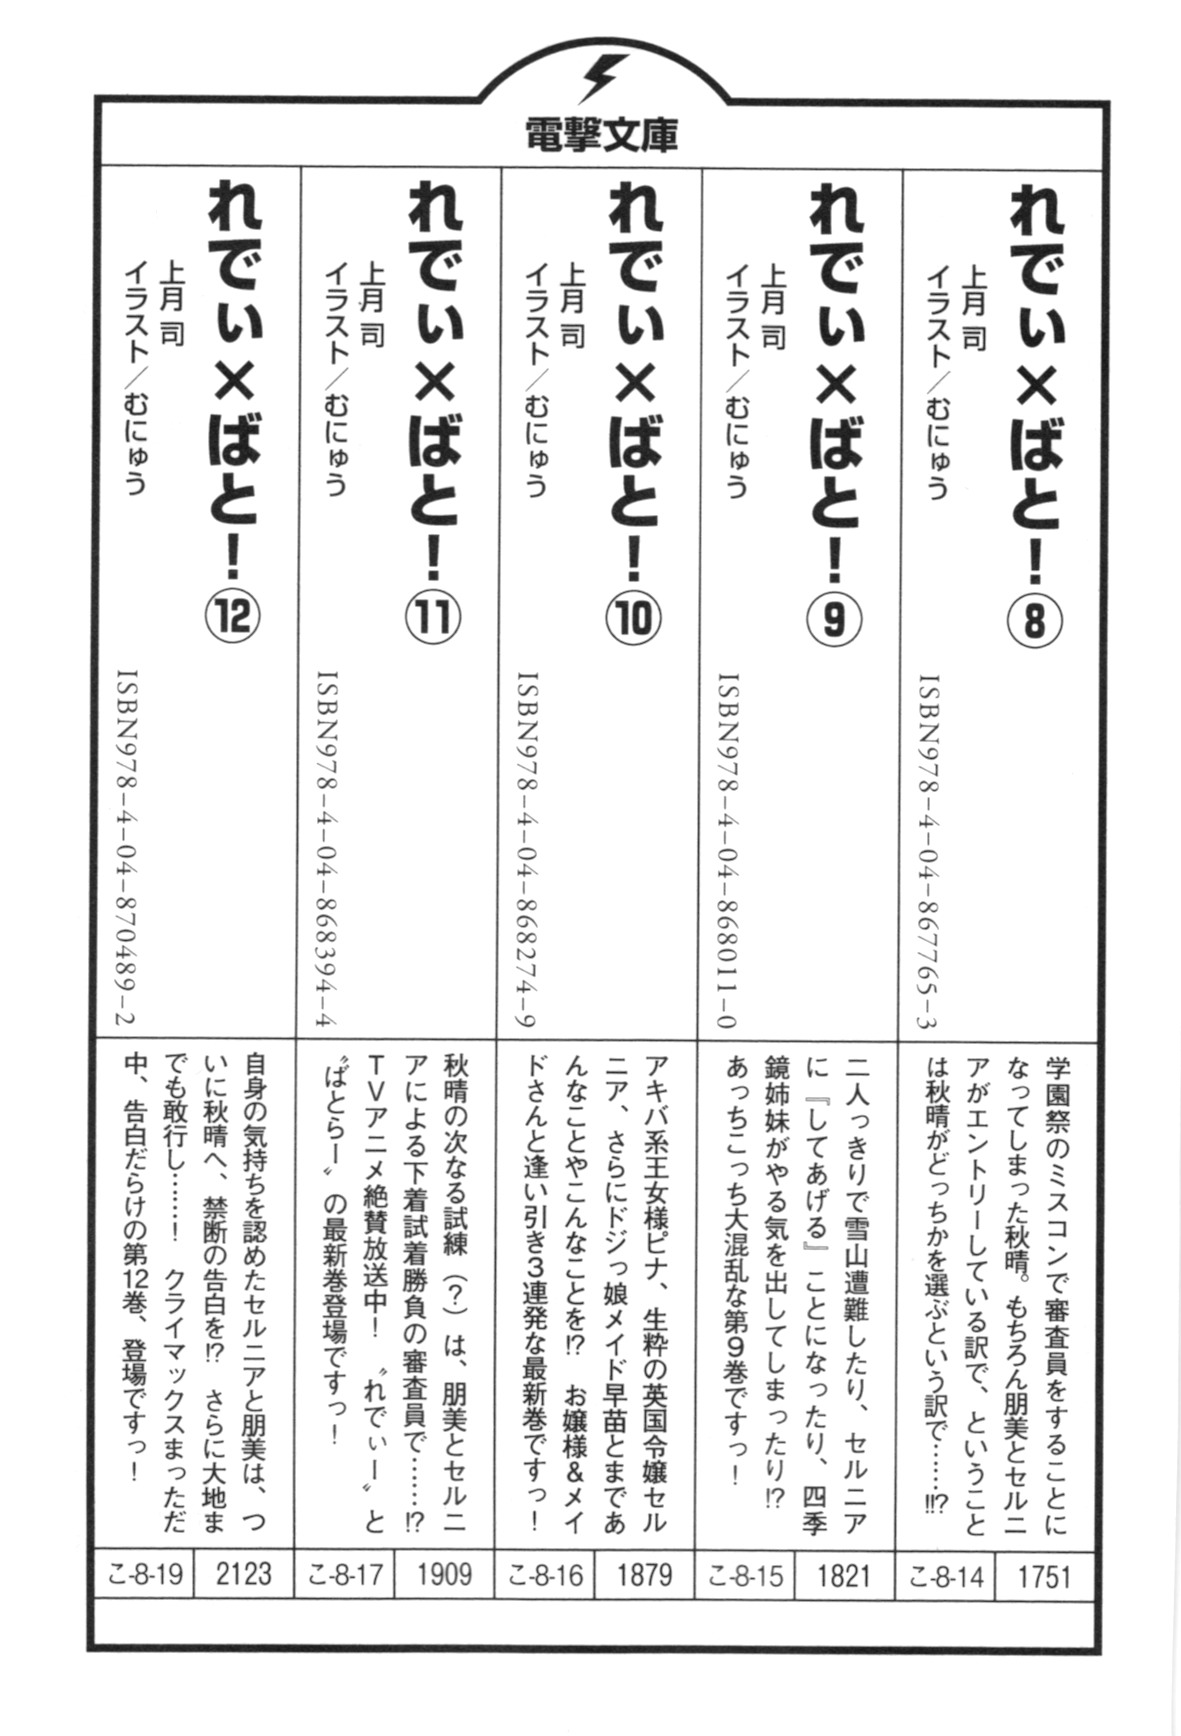 電撃文庫
れでぃ×ばと！⑧
上月 司
イラスト／むにゅう
ISBN978-4-04-867765-3
学園祭のミスコンで審査員をすることに
なってしまった秋晴。もちろん朋美とセルニ
アがエントリーしている訳で、ということ
は秋晴がどっちかを選ぶという訳で……!!?
こ-8-14
1751
れでぃ×ばと！⑨
上月 司
イラスト／むにゅう
ISBN978-4-04-868011-0
二人っきりで雪山遭難したり、セルニア
に『してあげる』ことになったり、四季
鏡姉妹がやる気を出してしまったり!?
あっちこっち大混乱な第9巻ですっ！
こ-8-15
1821
れでぃ×ばと！⑩
上月 司
イラスト／むにゅう
ISBN978-4-04-868274-9
アキバ系王女様ピナ、生粋の英国令嬢セル
ニア、さらにドジっ娘メイド早苗とまであ
んなことやこんなことを!?　お嬢様＆メイ
ドさんと逢い引き3連発な最新巻ですっ！
こ-8-16
1879
れでぃ×ばと！⑪
上月 司
イラスト／むにゅう
ISBN978-4-04-868394-4
秋晴の次なる試練（？）は、朋美とセルニ
アによる下着試着勝負の審査員で……!?
TVアニメ絶賛放送中！　〝れでぃー〟と
〝ばとらー〟の最新巻登場ですっ！
こ-8-17
1909
れでぃ×ばと！⑫
上月 司
イラスト／むにゅう
ISBN978-4-04-870489-2
自身の気持ちを認めたセルニアと朋美は、つ
いに秋晴へ、禁断の告白を!?　さらに大地ま
でも敢行し……！　クライマックスまっただ
中、告白だらけの第12巻、登場ですっ！
こ-8-19
2123